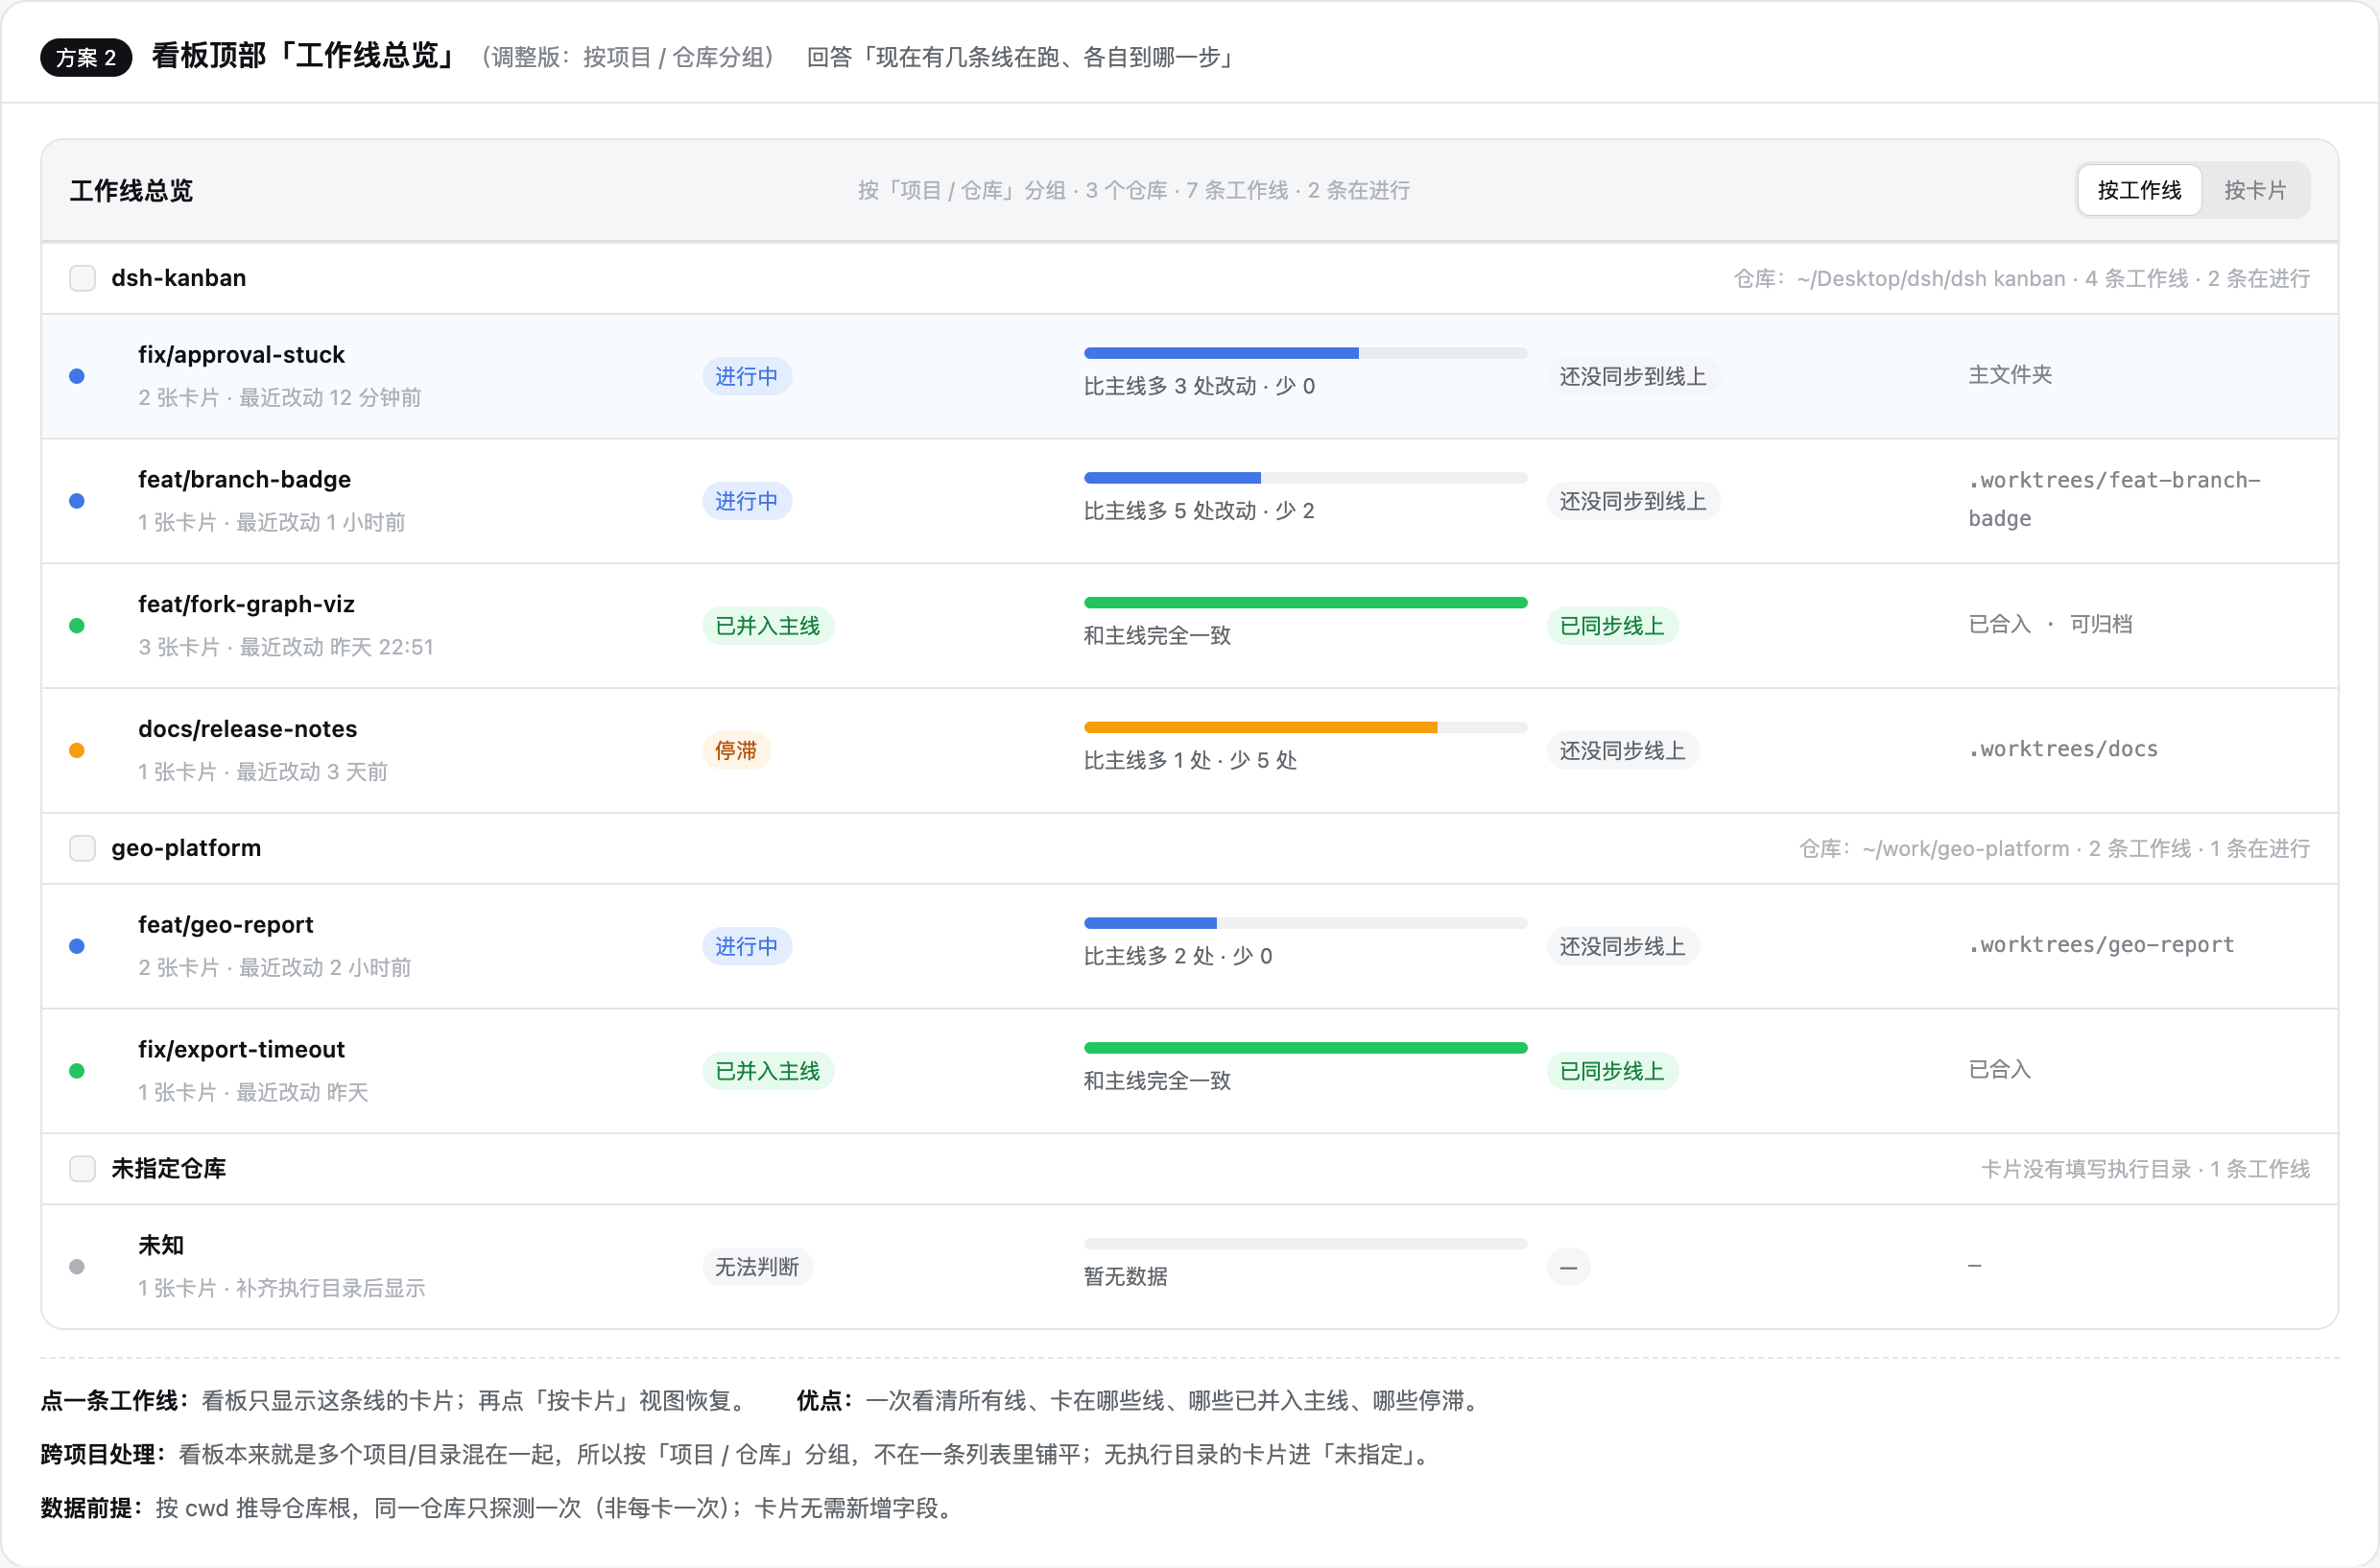 方案 2 看板顶部「工作线总览」 (调整版：按项目 / 仓库分组) 回答「现在有几条线在跑、各自到哪一步」
工作线总览 按「项目 / 仓库」分组 · 3 个仓库 · 7 条工作线 · 2 条在进行 按工作线 按卡片
dsh-kanban 仓库：~/Desktop/dsh/dsh kanban · 4 条工作线 · 2 条在进行
fix/approval-stuck
2 张卡片 · 最近改动 12 分钟前
进行中
比主线多 3 处改动 · 少 0
还没同步到线上
主文件夹
feat/branch-badge
1 张卡片 · 最近改动 1 小时前
进行中
比主线多 5 处改动 · 少 2
还没同步到线上
.worktrees/feat-branch-
badge
feat/fork-graph-viz
3 张卡片 · 最近改动 昨天 22:51
已并入主线
和主线完全一致
已同步线上
已合入 · 可归档
docs/release-notes
1 张卡片 · 最近改动 3 天前
停滞
比主线多 1 处 · 少 5 处
还没同步线上
.worktrees/docs
geo-platform 仓库：~/work/geo-platform · 2 条工作线 · 1 条在进行
feat/geo-report
2 张卡片 · 最近改动 2 小时前
进行中
比主线多 2 处 · 少 0
还没同步线上
.worktrees/geo-report
fix/export-timeout
1 张卡片 · 最近改动 昨天
已并入主线
和主线完全一致
已同步线上
已合入
未指定仓库 卡片没有填写执行目录 · 1 条工作线
未知
1 张卡片 · 补齐执行目录后显示
无法判断
暂无数据
—
—
点一条工作线：看板只显示这条线的卡片；再点「按卡片」视图恢复。 优点：一次看清所有线、卡在哪些线、哪些已并入主线、哪些停滞。
跨项目处理：看板本来就是多个项目/目录混在一起，所以按「项目 / 仓库」分组，不在一条列表里铺平；无执行目录的卡片进「未指定」。
数据前提：按 cwd 推导仓库根，同一仓库只探测一次（非每卡一次）；卡片无需新增字段。